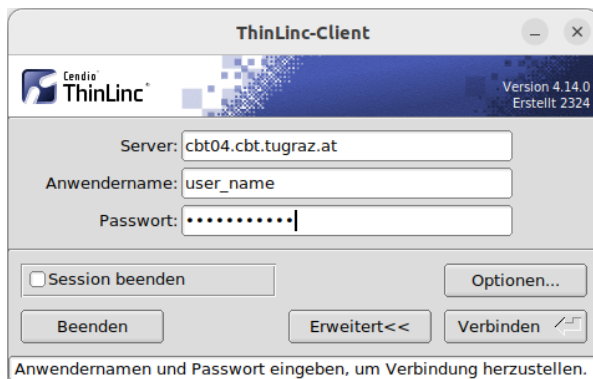 ThinLinc-Client
Cendio
ThinLinc
Version 4.14.0
Erstellt 2324
Server: cbt04.cbt.tugraz.at
Anwendername: user_name
Passwort: •••••••••••
Session beenden
Optionen...
Beenden Erweitert<< Verbinden
Anwendernamen und Passwort eingeben, um Verbindung herzustellen.